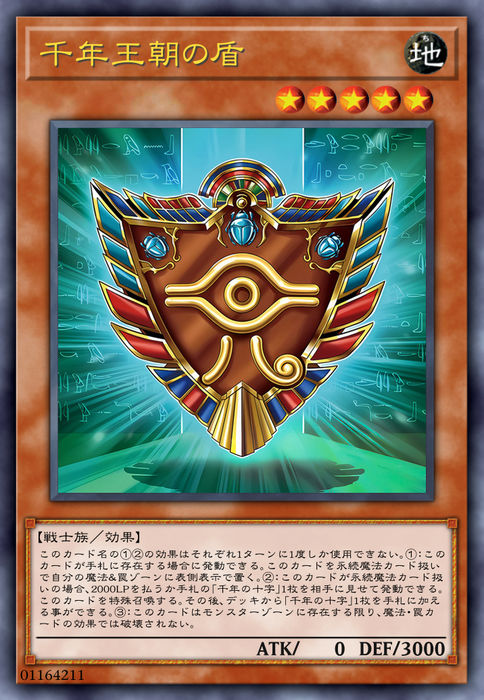 千年王朝の盾
ち
地
【戦士族／効果】
このカード名の①②の効果はそれぞれ1ターンに1度しか使用できない。①：この
カードが手札に存在する場合に発動できる。このカードを永続魔法カード扱い
で自分の魔法&罠ゾーンに表側表示で置く。②：このカードが永続魔法カード扱
いの場合、2000LPを払うか手札の「千年の十字」1枚を相手に見せて発動できる。
このカードを特殊召喚する。その後、デッキから「千年の十字」1枚を手札に加え
る事ができる。③：このカードはモンスターゾーンに存在する限り、魔法・罠カー
ドの効果では破壊されない。
ATK/ 0 DEF/3000
01164211